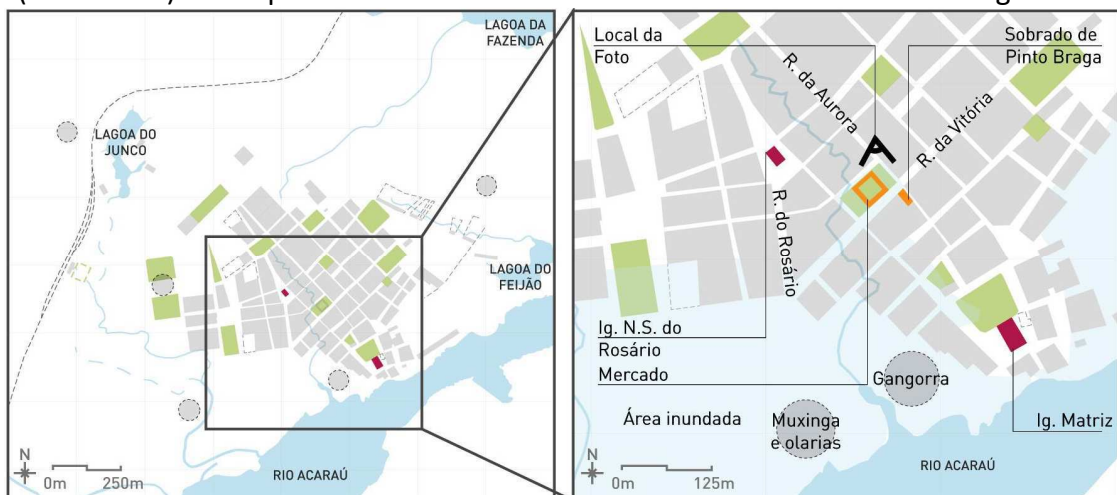 LAGOA DA
FAZENDA
LAGOA DO
JUNCO
LAGOA DO
FEIJÃO
RIO ACARAÚ
N
0m 250m
Local da
Foto
Sobrado de
Pinto Braga
R. da Aurora
R. da Vitória
R. do Rosário
Ig. N.S. do
Rosário
Mercado
Gangorra
Área inundada
Muxinga
e olarias
Ig. Matriz
RIO ACARAÚ
N
0m 125m